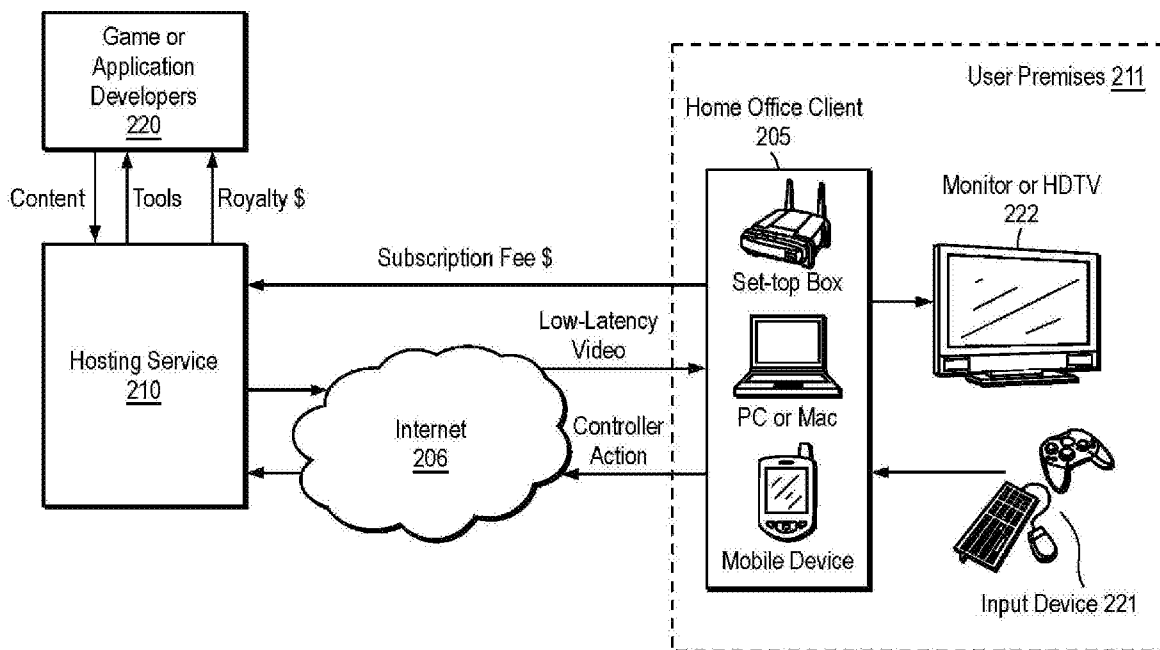 Game or
Application
Developers
220
Content
Tools
Royalty $
Hosting Service
210
Subscription Fee $
Low-Latency
Video
Internet
206
Controller
Action
User Premises 211
Home Office Client
205
Set-top Box
PC or Mac
Mobile Device
Monitor or HDTV
222
Input Device 221